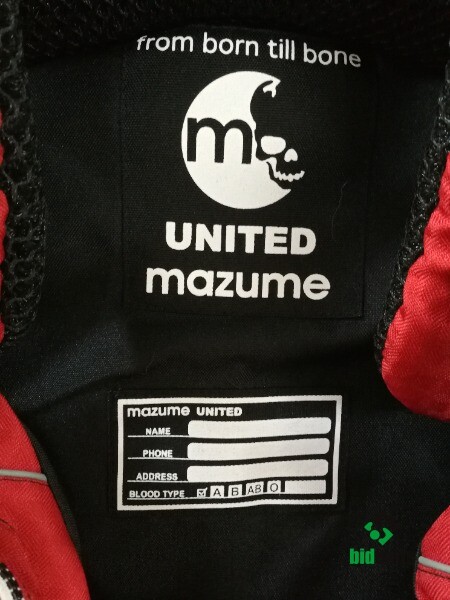 from born till bone
m
UNITED
mazume
mazume UNITED
NAME
PHONE
ADDRESS
BLOOD TYPE A B AB O
bid